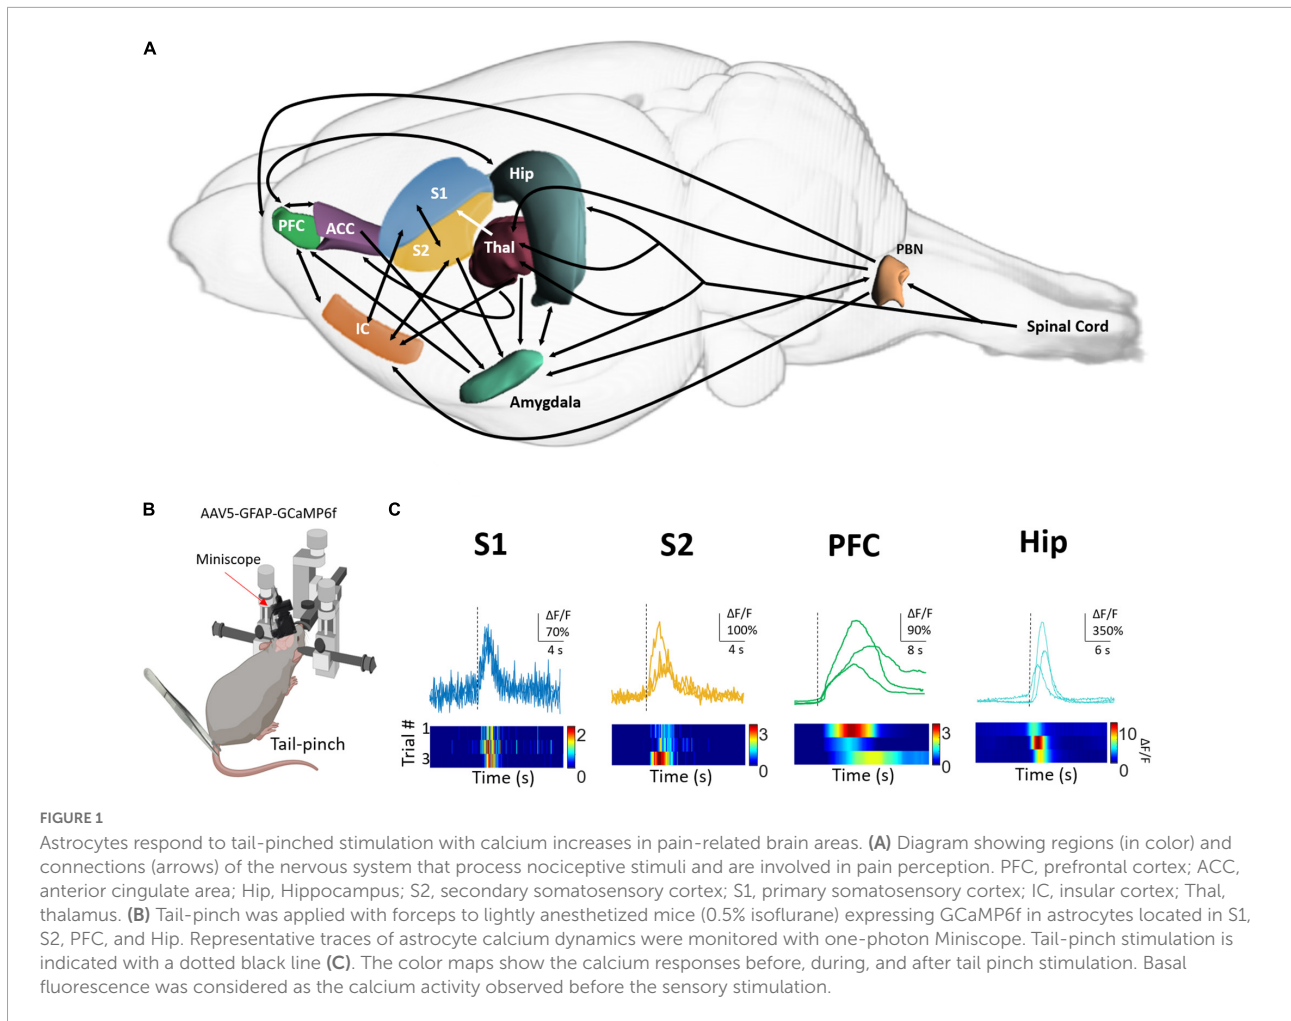 A
Hip
S1
PFC
ACC
S2
Thal
PBN
IC
Spinal Cord
Amygdala
B
AAV5-GFAP-GCaMP6f
Miniscope
Tail-pinch
C
S1
S2
PFC
Hip
ΔF/F
70%
4 s
ΔF/F
100%
4 s
ΔF/F
90%
8 s
ΔF/F
350%
6 s
Trial #
1
3
2
0
3
0
3
0
10
0
ΔF/F
Time (s)
Time (s)
Time (s)
Time (s)
FIGURE 1
Astrocytes respond to tail-pinched stimulation with calcium increases in pain-related brain areas. (A) Diagram showing regions (in color) and
connections (arrows) of the nervous system that process nociceptive stimuli and are involved in pain perception. PFC, prefrontal cortex; ACC,
anterior cingulate area; Hip, Hippocampus; S2, secondary somatosensory cortex; S1, primary somatosensory cortex; IC, insular cortex; Thal,
thalamus. (B) Tail-pinch was applied with forceps to lightly anesthetized mice (0.5% isoflurane) expressing GCaMP6f in astrocytes located in S1,
S2, PFC, and Hip. Representative traces of astrocyte calcium dynamics were monitored with one-photon Miniscope. Tail-pinch stimulation is
indicated with a dotted black line (C). The color maps show the calcium responses before, during, and after tail pinch stimulation. Basal
fluorescence was considered as the calcium activity observed before the sensory stimulation.